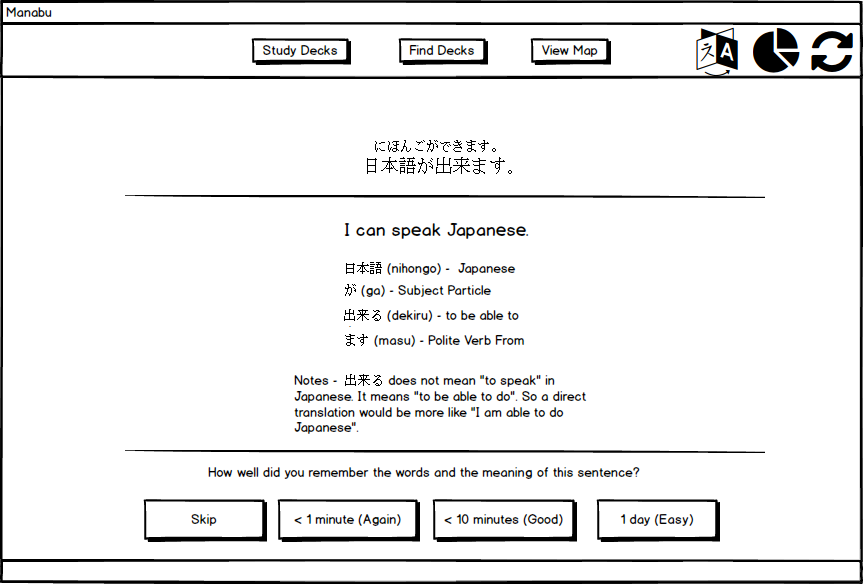 Manabu
Study Decks
Find Decks
View Map
え A
にほんごができます。
日本語が出来ます。
I can speak Japanese.
日本語 (nihongo) - Japanese
が (ga) - Subject Particle
出来る (dekiru) - to be able to
ます (masu) - Polite Verb From
Notes - 出来る does not mean "to speak" in
Japanese. It means "to be able to do". So a direct
translation would be more like "I am able to do
Japanese".
How well did you remember the words and the meaning of this sentence?
Skip
< 1 minute (Again)
< 10 minutes (Good)
1 day (Easy)